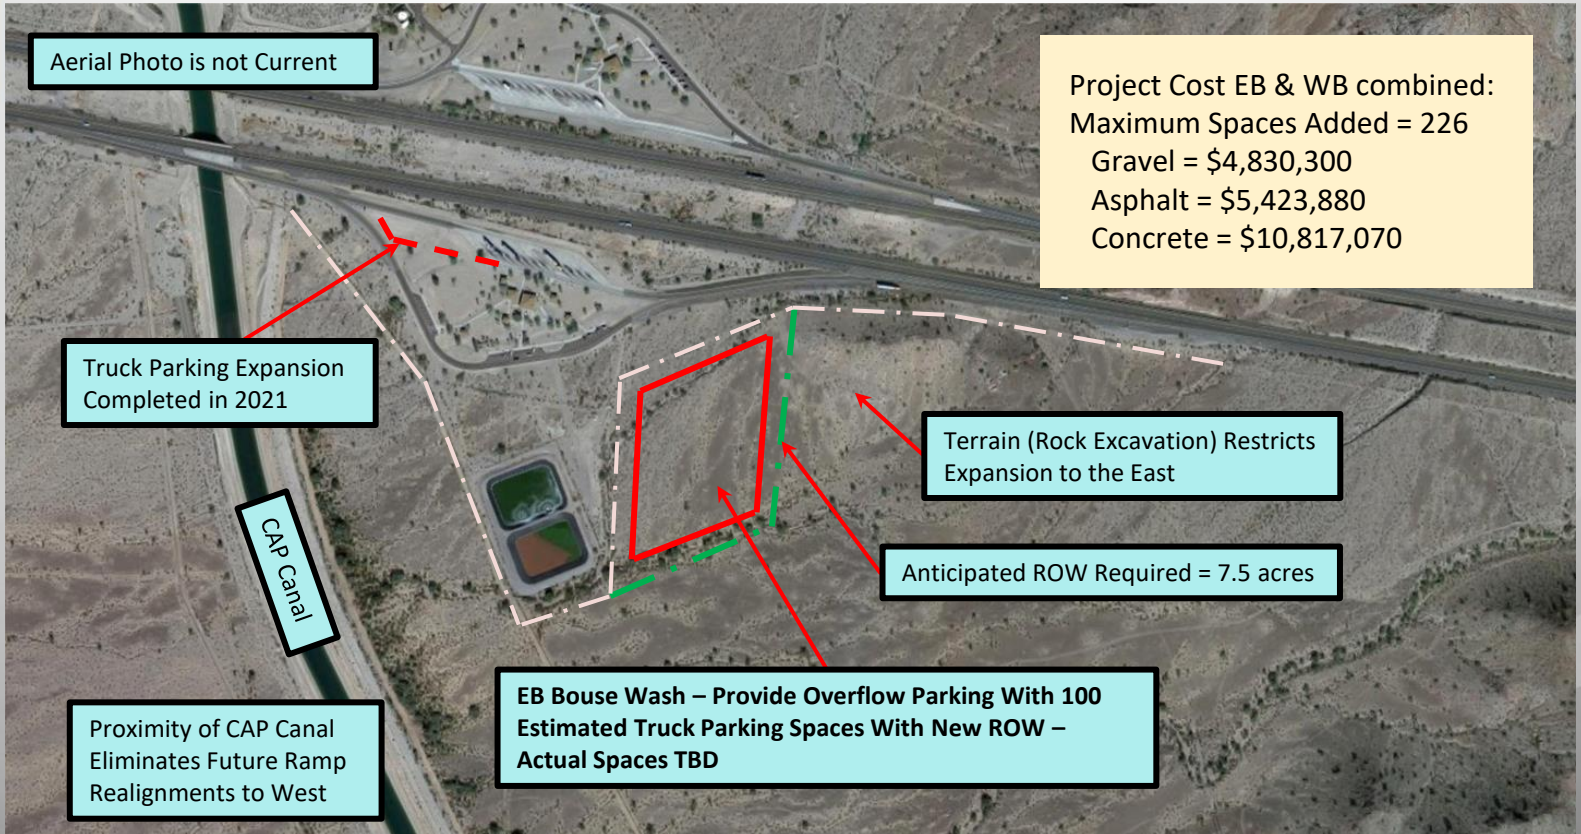 Aerial Photo is not Current
Project Cost EB & WB combined:
Maximum Spaces Added = 226
Gravel = $4,830,300
Asphalt = $5,423,880
Concrete = $10,817,070
Truck Parking Expansion
Completed in 2021
Terrain (Rock Excavation) Restricts
Expansion to the East
CAP Canal
Anticipated ROW Required = 7.5 acres
EB Bouse Wash – Provide Overflow Parking With 100
Estimated Truck Parking Spaces With New ROW –
Actual Spaces TBD
Proximity of CAP Canal
Eliminates Future Ramp
Realignments to West